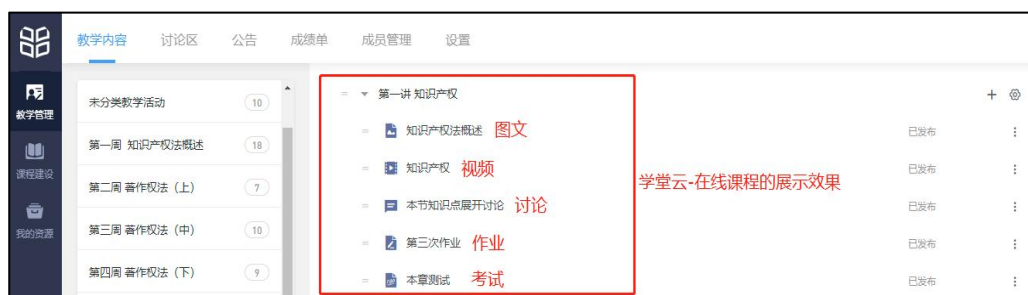 教学内容 讨论区 公告 成绩单 成员管理 设置
教学管理
课程建设
我的资源
未分类教学活动 10
第一周 知识产权法概述 18
第二周 著作权法（上） 7
第三周 著作权法（中） 10
第四周 著作权法（下） 9
第一讲 知识产权
知识产权法概述 图文 已发布
知识产权 视频 已发布
本节知识点展开讨论 讨论 已发布
第三次作业 作业 已发布
本章测试 考试 已发布
学堂云-在线课程的展示效果